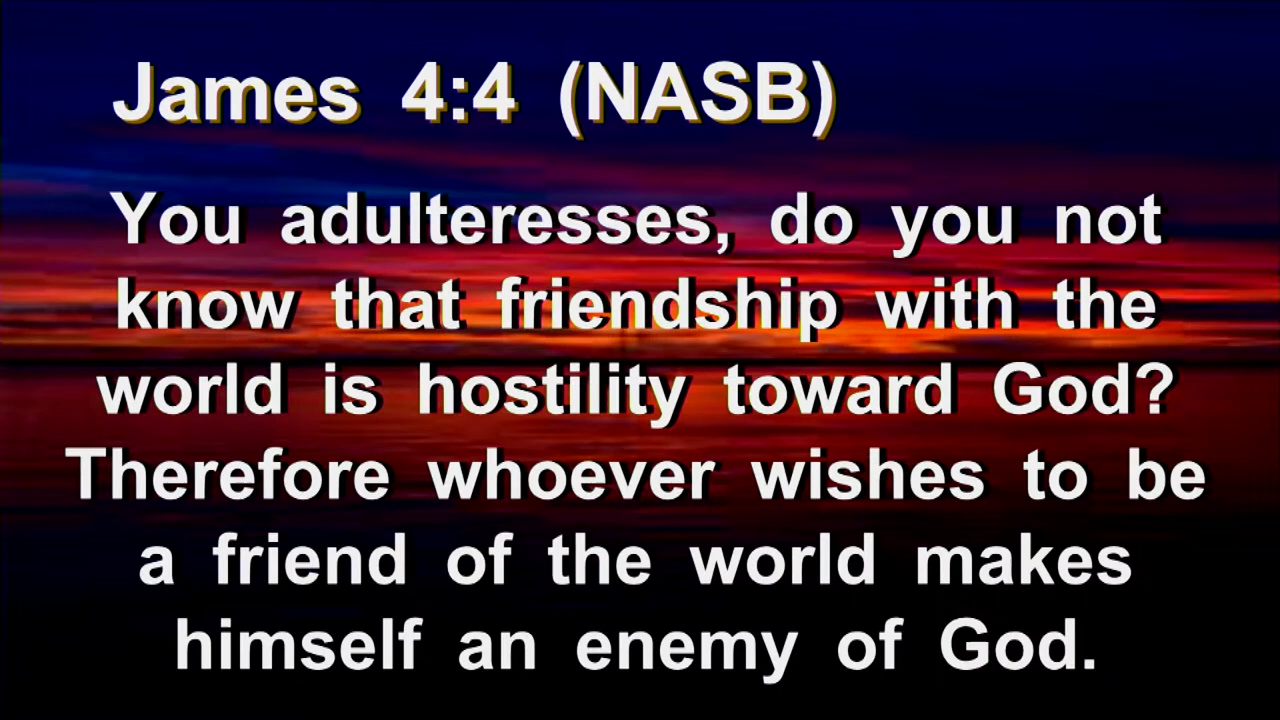 James 4:4 (NASB)
You adulteresses, do you not
know that friendship with the
world is hostility toward God?
Therefore whoever wishes to be
a friend of the world makes
himself an enemy of God.